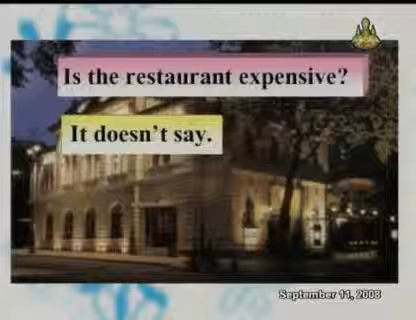 Is the restaurant expensive?
It doesn't say.
September 11, 2008